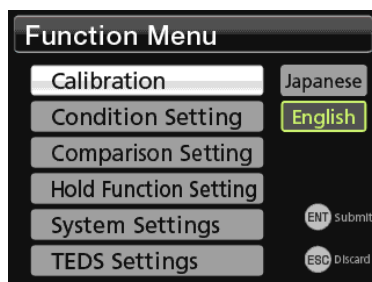 Function Menu
Calibration
Japanese
Condition Setting
English
Comparison Setting
Hold Function Setting
System Settings
ENT Submit
TEDS Settings
ESC Discard